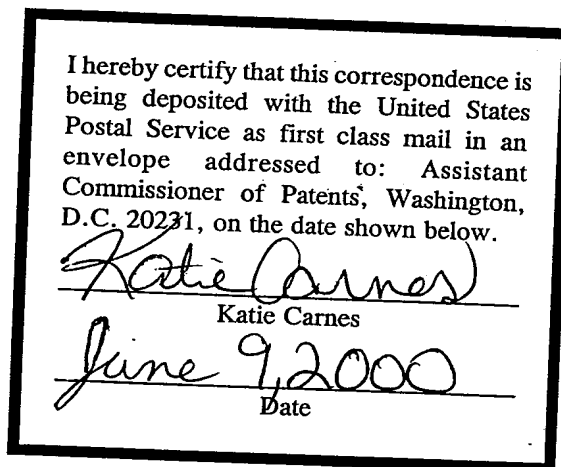 I hereby certify that this correspondence is
being deposited with the United States
Postal Service as first class mail in an
envelope addressed to: Assistant
Commissioner of Patents, Washington,
D.C. 20231, on the date shown below.
Katie Carnes
Katie Carnes
June 9, 2000
Date